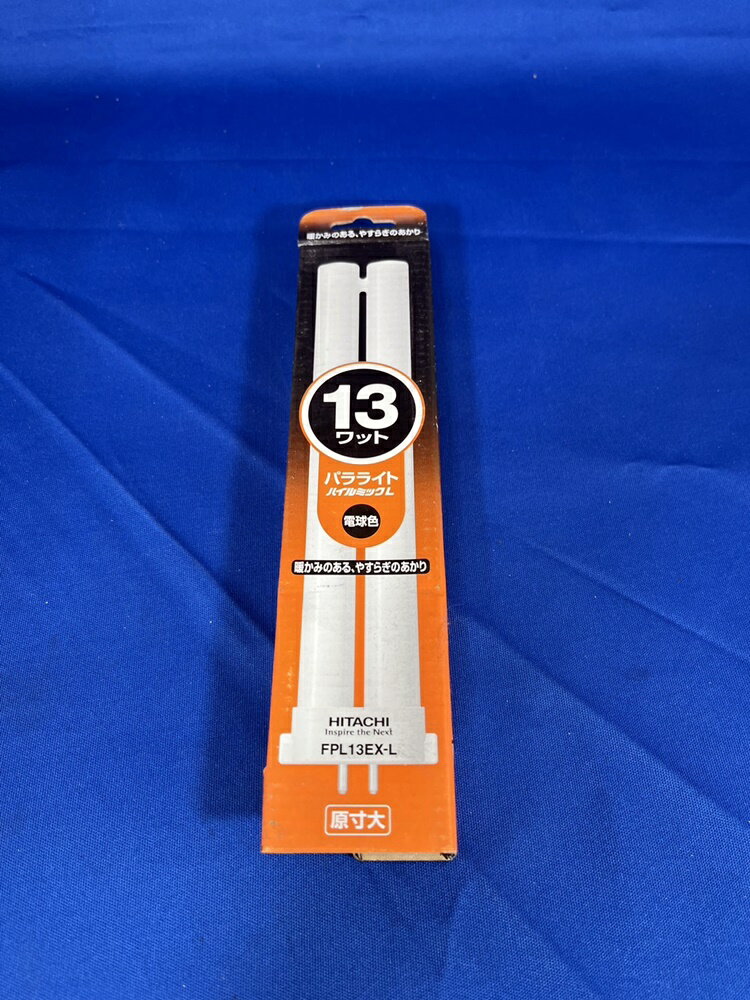 暖かみのある、やすらぎのあかり
13
ワット
パラライト
ハイルミックL
電球色
暖かみのある、やすらぎのあかり
HITACHI
Inspire the Next
FPL13EX-L
原寸大